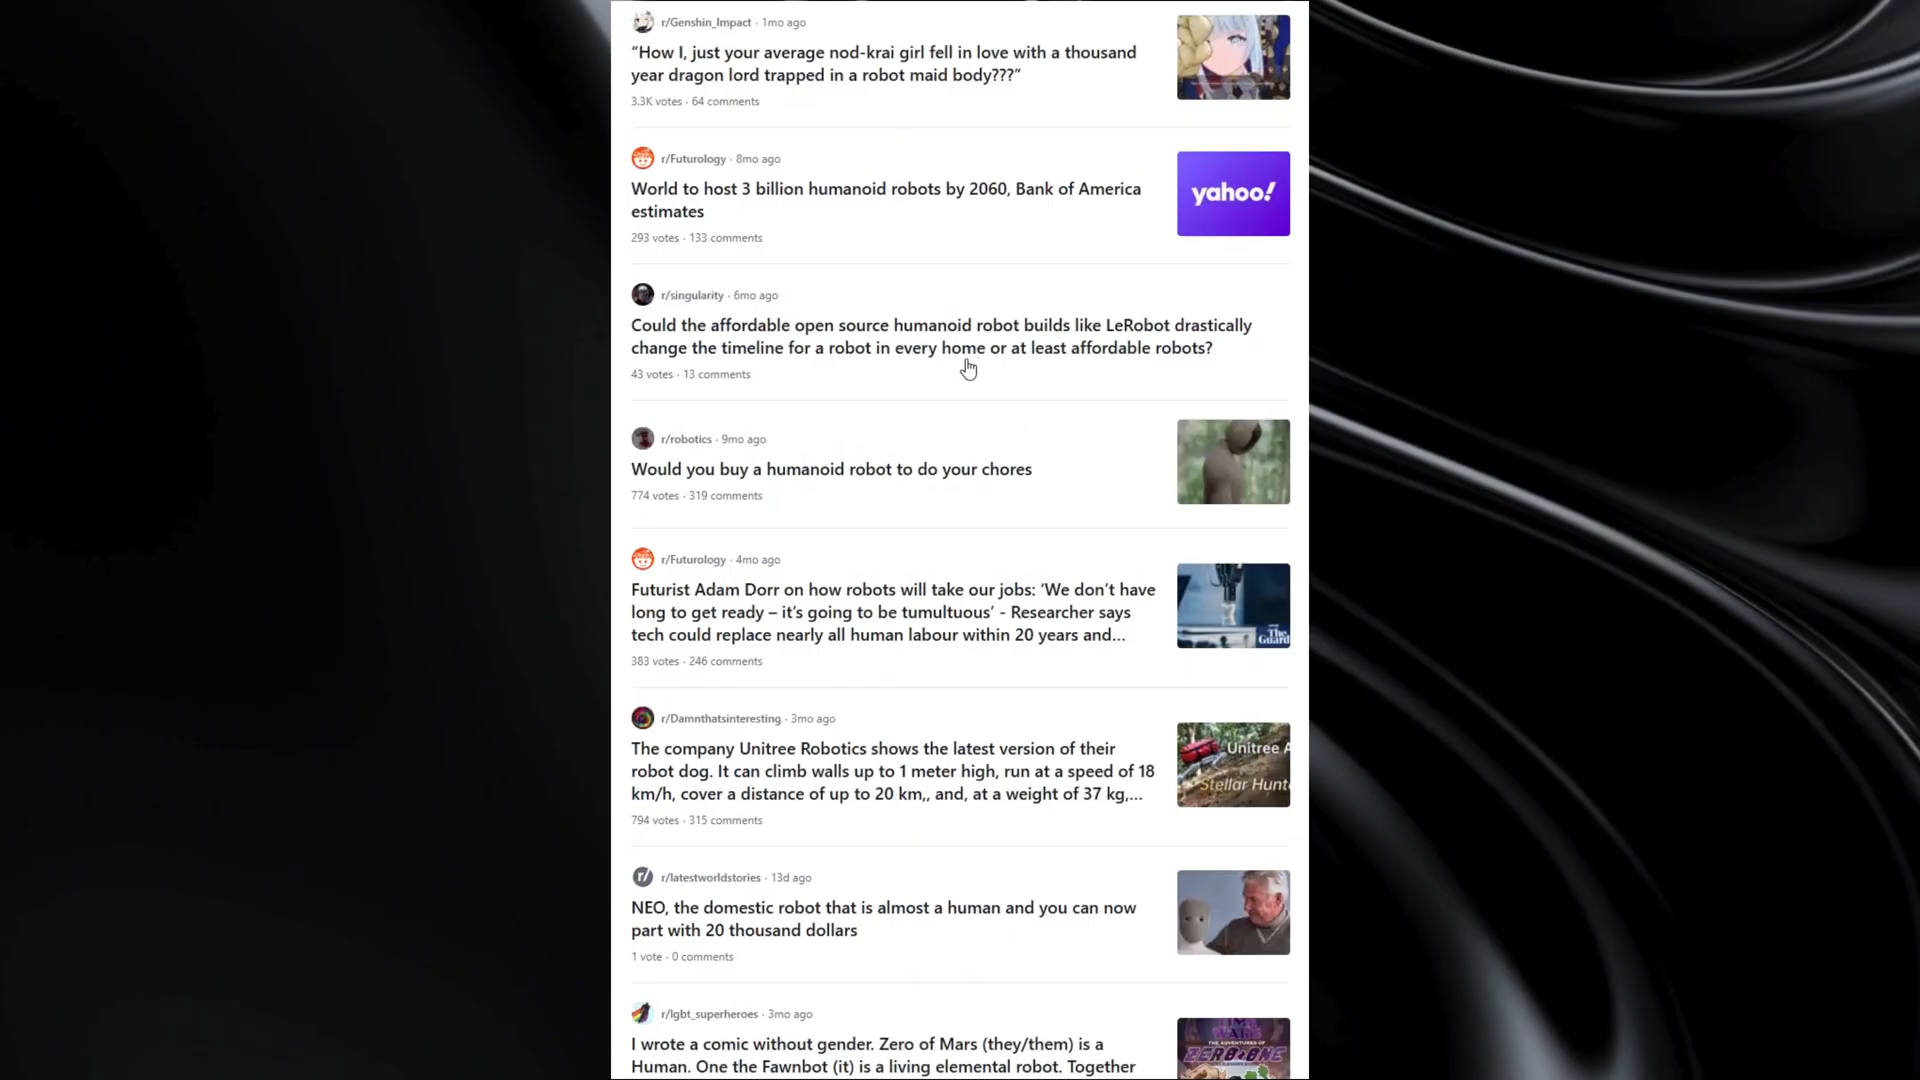 r/Genshin_Impact · 1mo ago
“How I, just your average nod-krai girl fell in love with a thousand
year dragon lord trapped in a robot maid body???”
3.3K votes · 64 comments
r/Futurology · 8mo ago
World to host 3 billion humanoid robots by 2060, Bank of America
estimates
293 votes · 133 comments
yahoo!
r/singularity · 6mo ago
Could the affordable open source humanoid robot builds like LeRobot drastically
change the timeline for a robot in every home or at least affordable robots?
43 votes · 13 comments
r/robotics · 9mo ago
Would you buy a humanoid robot to do your chores
774 votes · 319 comments
r/Futurology · 4mo ago
Futurist Adam Dorr on how robots will take our jobs: ‘We don’t have
long to get ready – it’s going to be tumultuous’ - Researcher says
tech could replace nearly all human labour within 20 years and...
383 votes · 246 comments
The
Guard
r/Damnthatsinteresting · 3mo ago
The company Unitree Robotics shows the latest version of their
robot dog. It can climb walls up to 1 meter high, run at a speed of 18
km/h, cover a distance of up to 20 km,, and, at a weight of 37 kg,...
794 votes · 315 comments
Unitree A
Stellar Hunt
r/
r/latestworldstories · 13d ago
NEO, the domestic robot that is almost a human and you can now
part with 20 thousand dollars
1 vote · 0 comments
r/lgbt_superheroes · 3mo ago
I wrote a comic without gender. Zero of Mars (they/them) is a
Human. One the Fawnbot (it) is a living elemental robot. Together
THE ADVENTURES OF